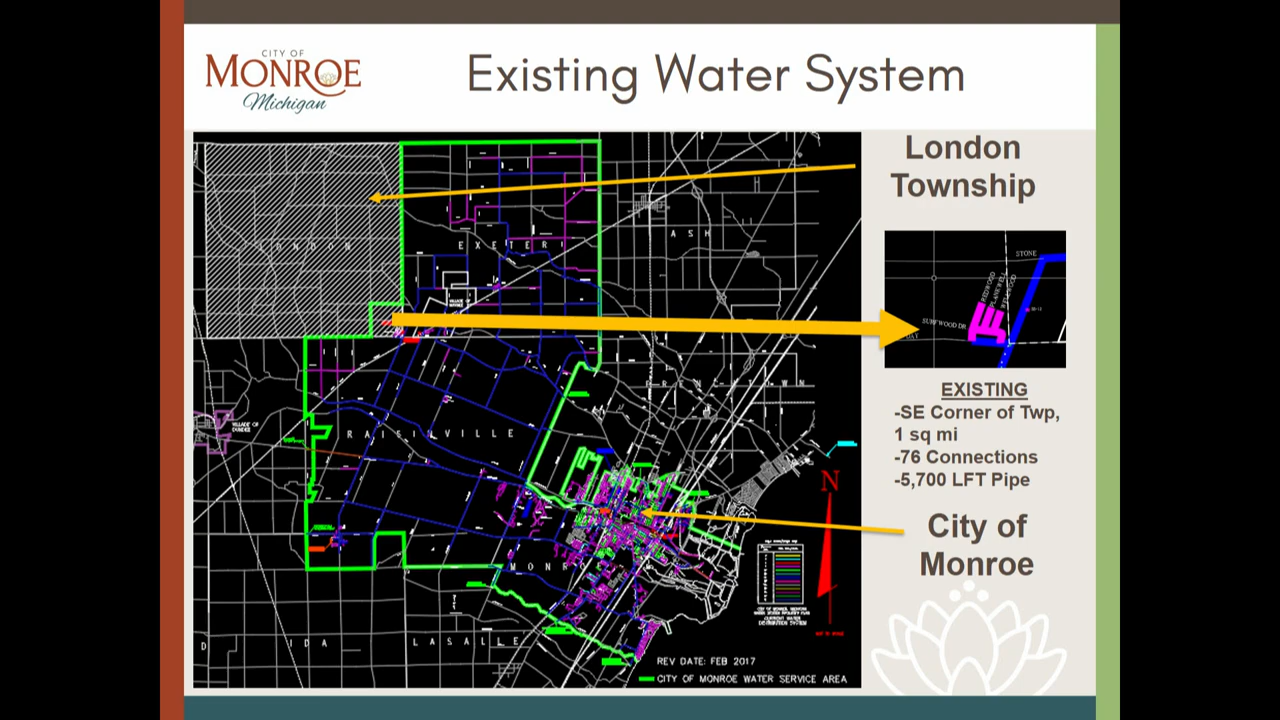 CITY OF
MONROE
Michigan
Existing Water System
London
Township
LONDON
EXETER
ASH
STONE
REDWOOD
SURFWOOD DR
FRENCHTOWN
VILLAGE OF
DUNDEE
RAISINVILLE
EXISTING
-SE Corner of Twp,
1 sq mi
-76 Connections
-5,700 LFT Pipe
N
City of
Monroe
MONROE
IDA
LASALLE
REV DATE: FEB 2017
CITY OF MONROE WATER SERVICE AREA